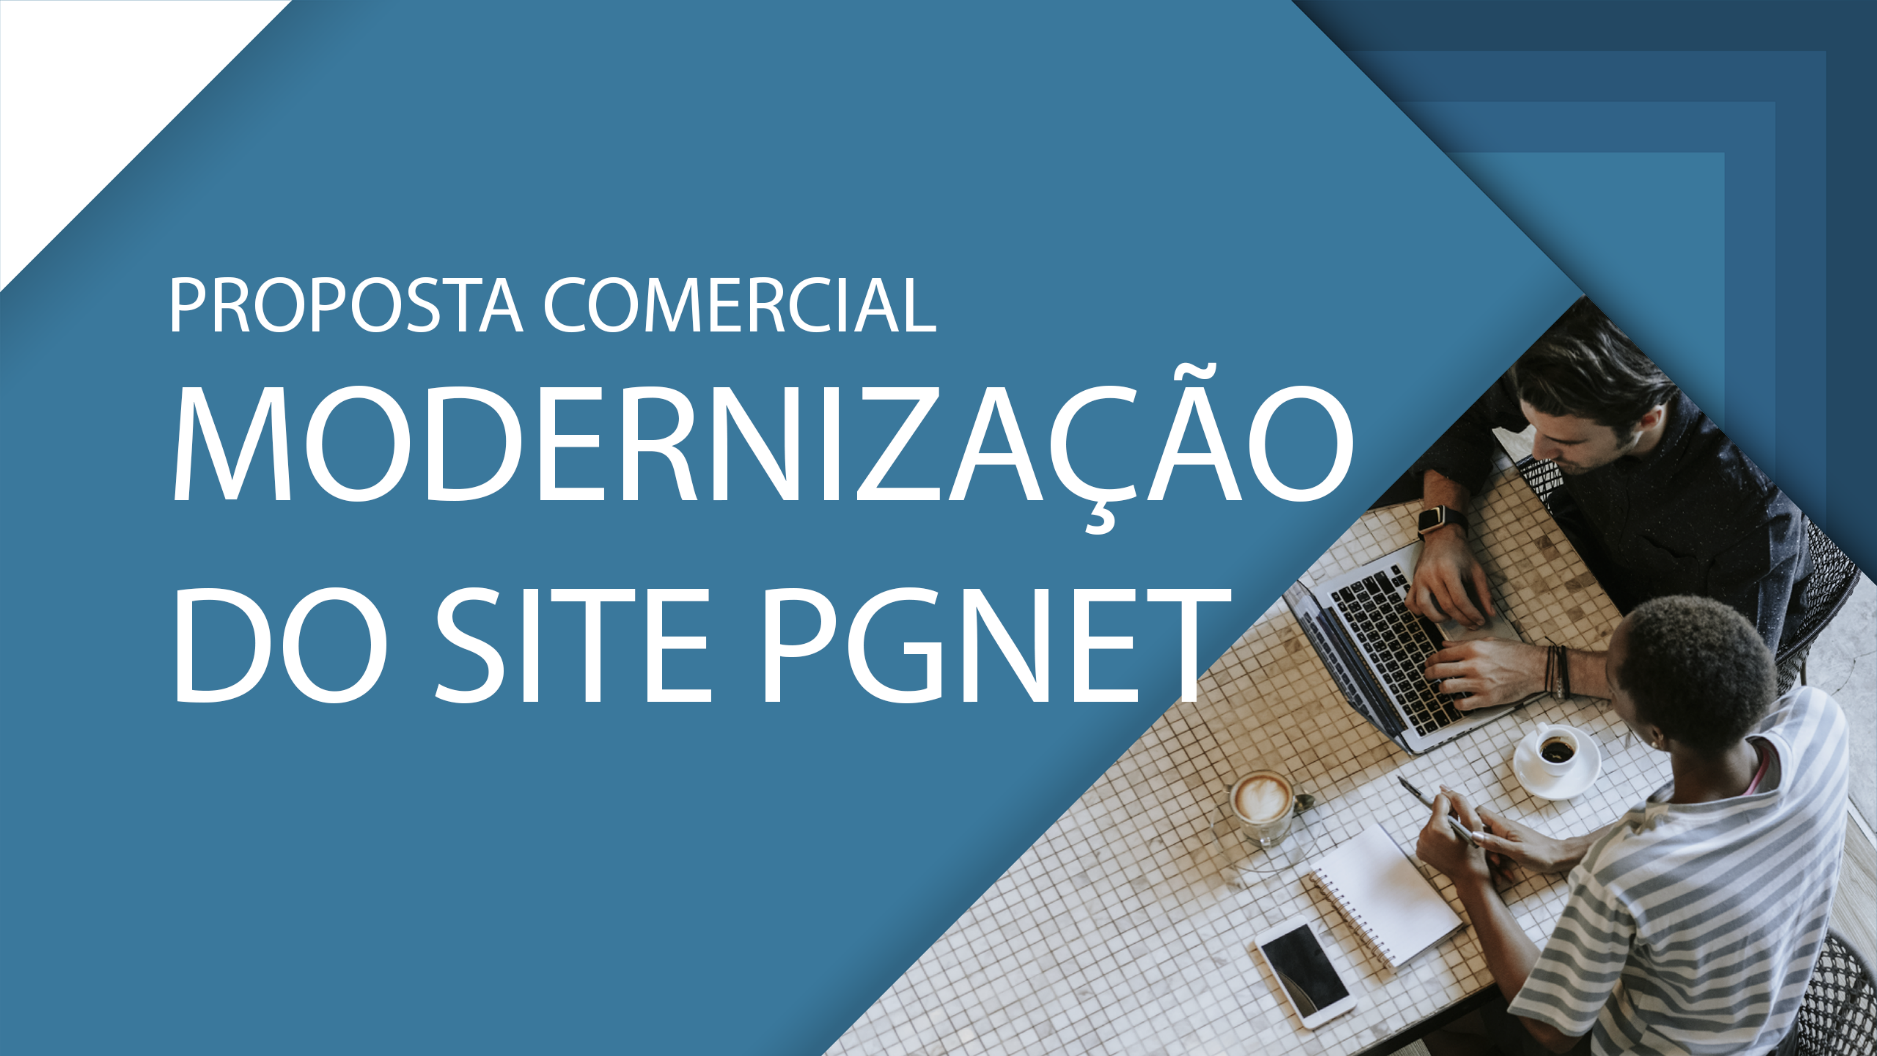 PROPOSTA COMERCIAL
MODERNIZAÇÃO
DO SITE PGNET